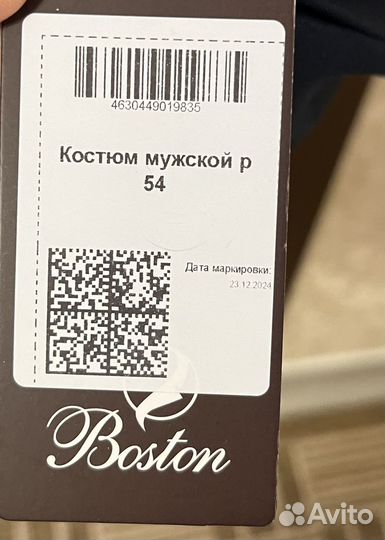 4630449019835
Костюм мужской р
54
Дата маркировки:
23.12.2024
Boston
Avito